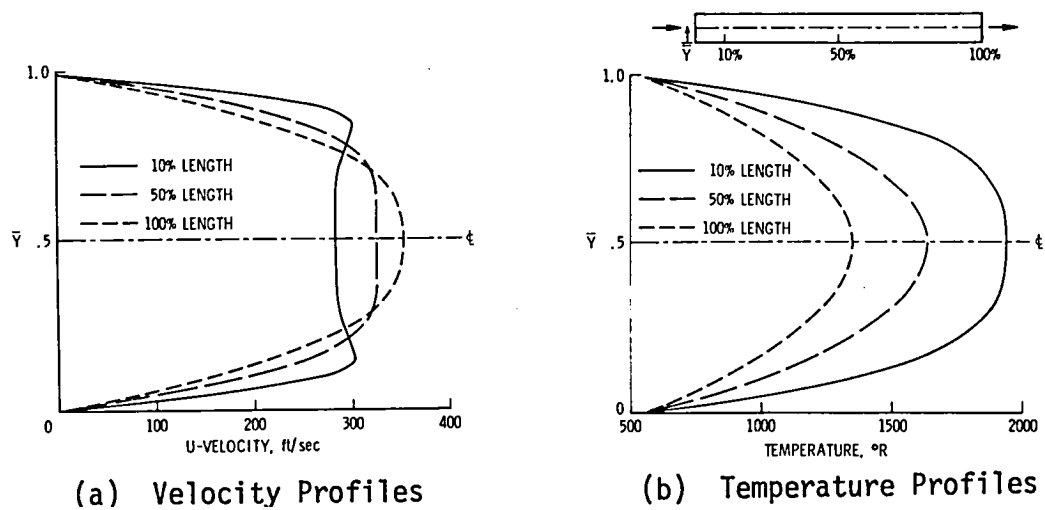 1.0
10% LENGTH
50% LENGTH
100% LENGTH
Y̅
.5
℄
0
0
100
200
300
400
U-VELOCITY, ft/sec
(a) Velocity Profiles
Y̅
10%
50%
100%
1.0
10% LENGTH
50% LENGTH
100% LENGTH
Y̅
.5
℄
0
500
1000
1500
2000
TEMPERATURE, °R
(b) Temperature Profiles